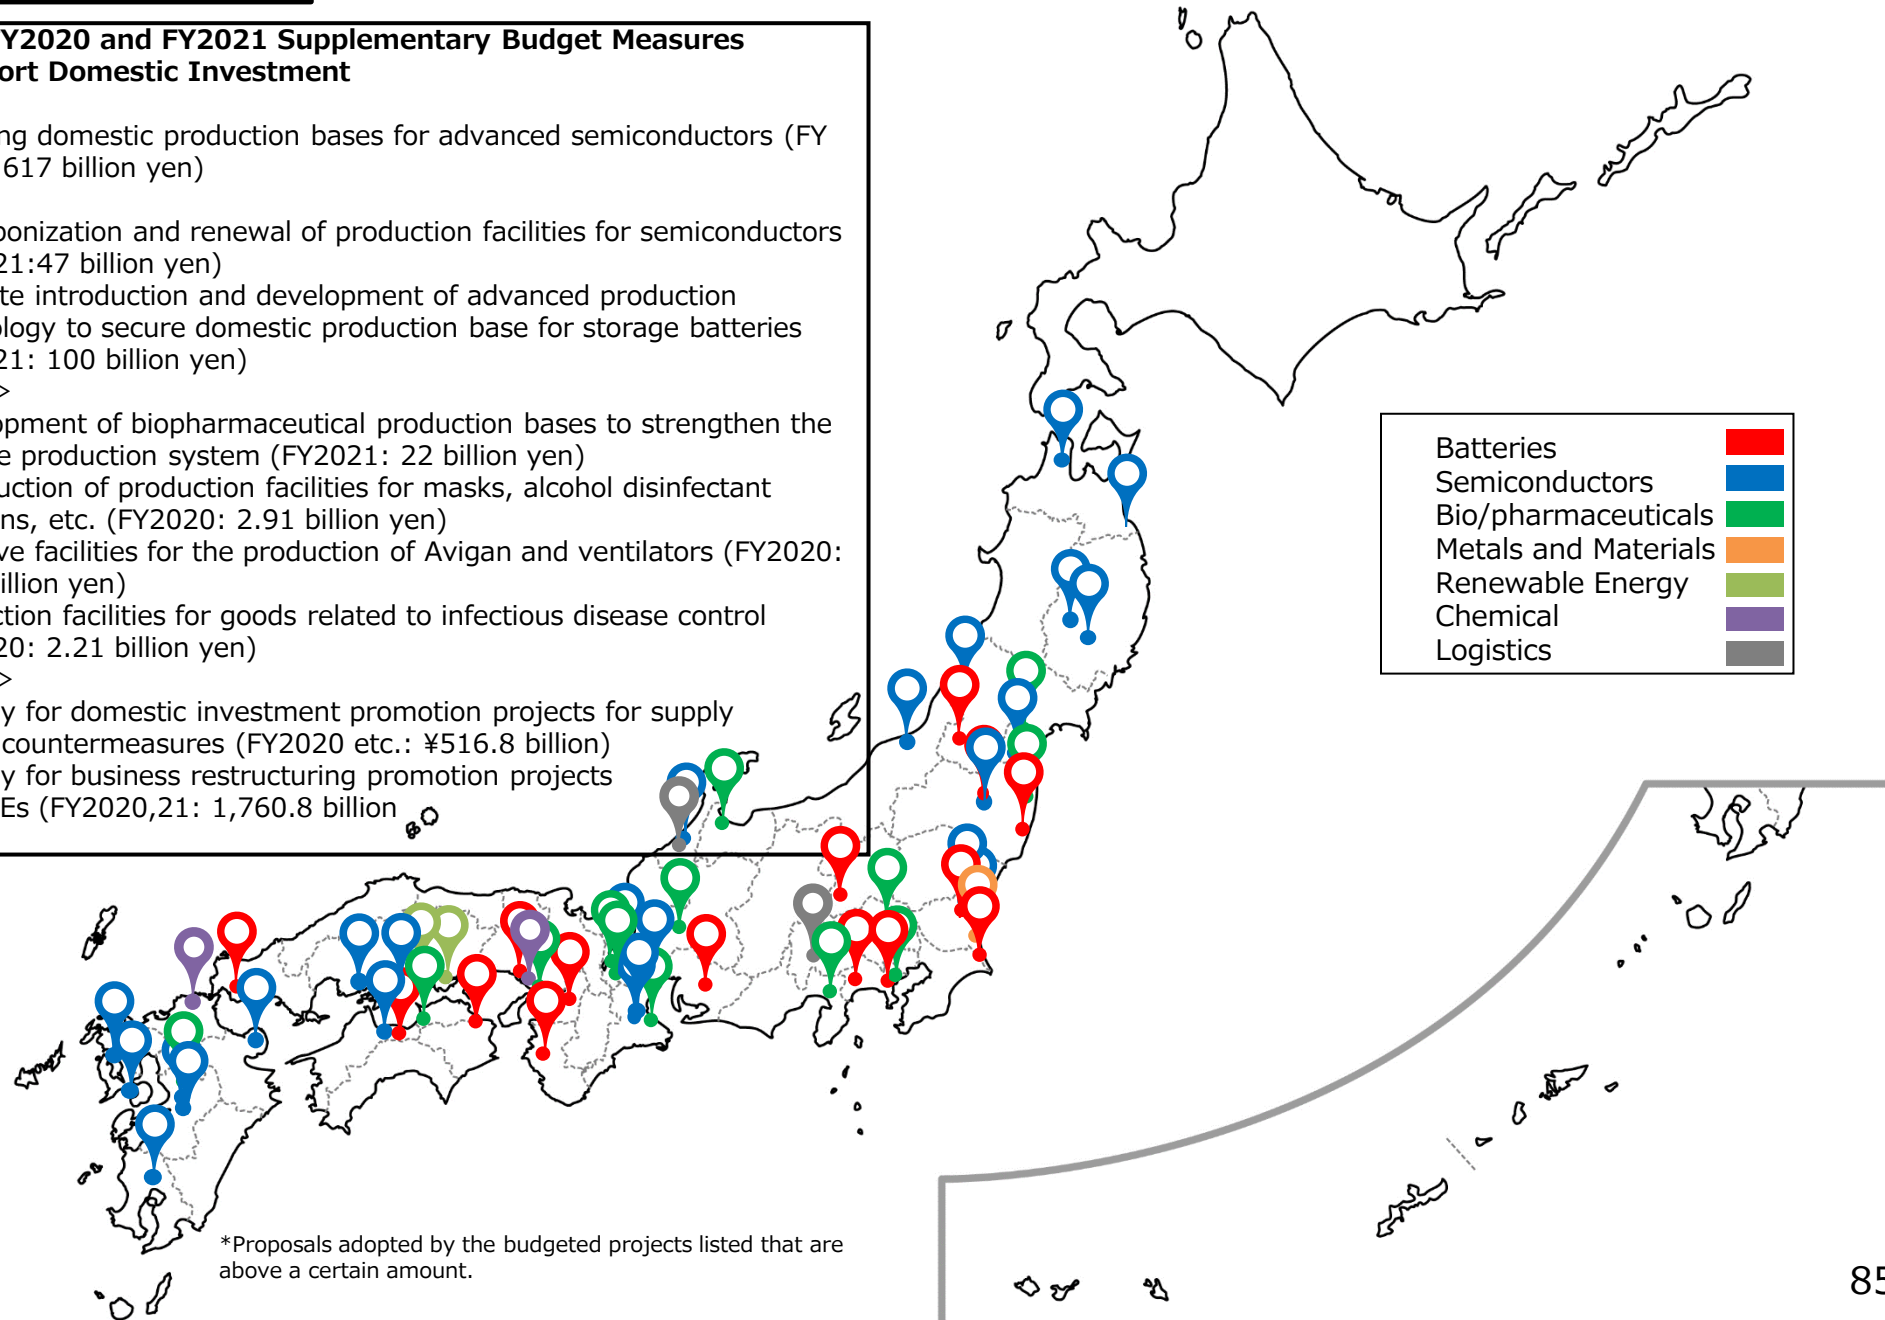 Y2020 and FY2021 Supplementary Budget Measures
ort Domestic Investment
ng domestic production bases for advanced semiconductors (FY
617 billion yen)
onization and renewal of production facilities for semiconductors
21:47 billion yen)
te introduction and development of advanced production
logy to secure domestic production base for storage batteries
21: 100 billion yen)
>
opment of biopharmaceutical production bases to strengthen the
e production system (FY2021: 22 billion yen)
uction of production facilities for masks, alcohol disinfectant
ns, etc. (FY2020: 2.91 billion yen)
ve facilities for the production of Avigan and ventilators (FY2020:
illion yen)
ction facilities for goods related to infectious disease control
20: 2.21 billion yen)
>
y for domestic investment promotion projects for supply
countermeasures (FY2020 etc.: ¥516.8 billion)
y for business restructuring promotion projects
Es (FY2020,21: 1,760.8 billion
Batteries
Semiconductors
Bio/pharmaceuticals
Metals and Materials
Renewable Energy
Chemical
Logistics
*Proposals adopted by the budgeted projects listed that are
above a certain amount.
85